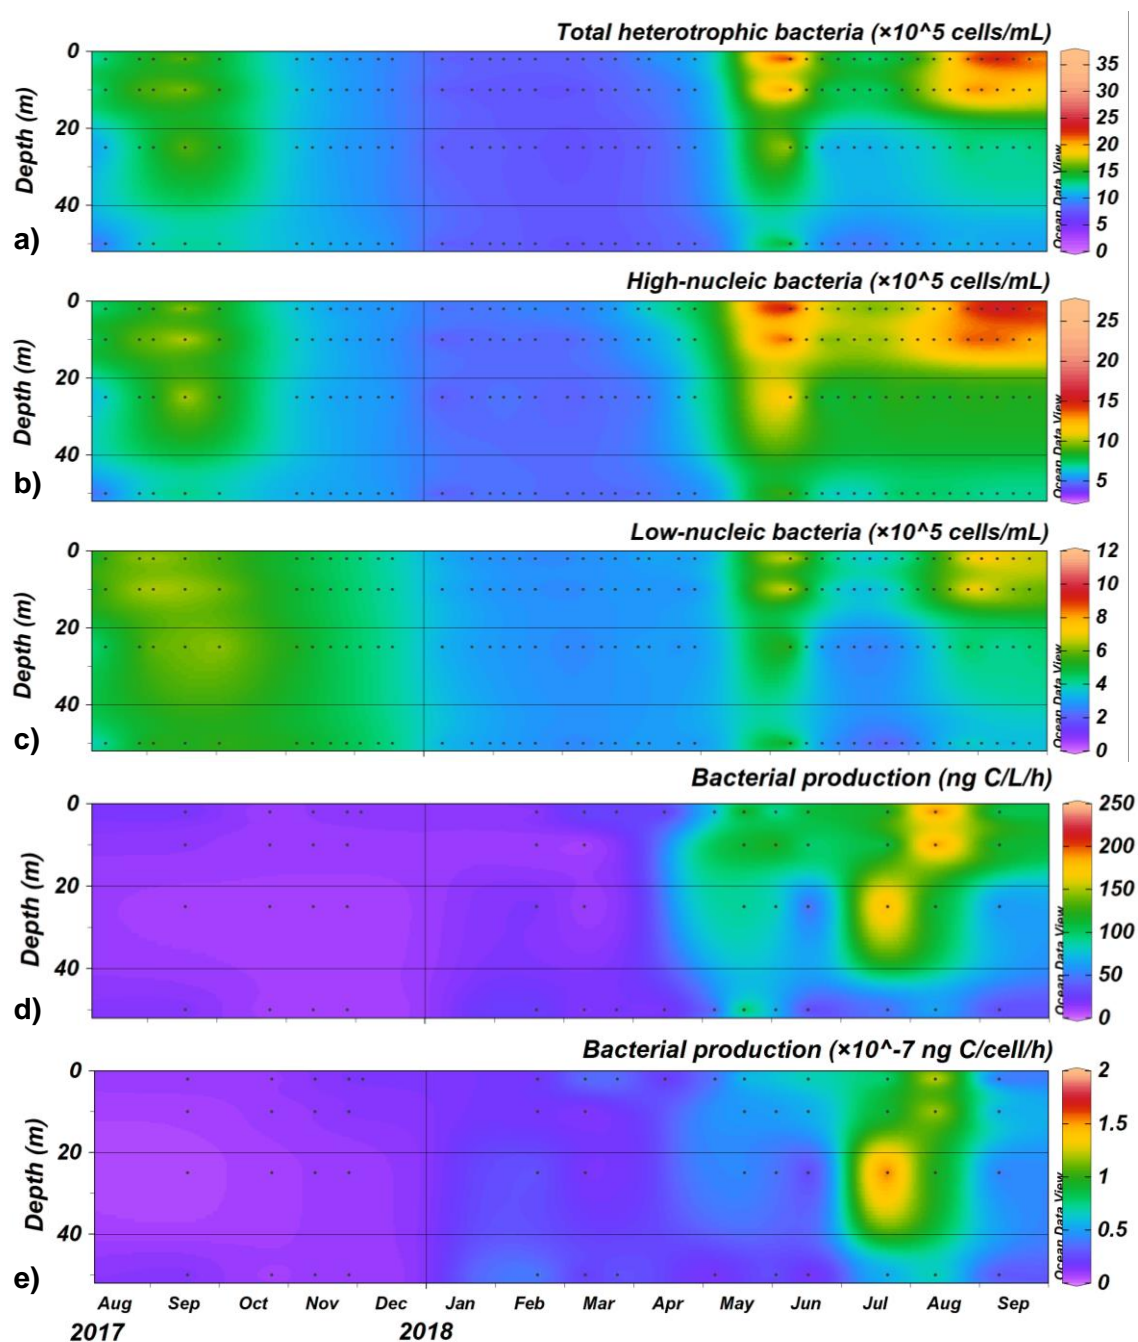 Total heterotrophic bacteria (×10^5 cells/mL)
0
20
40
Depth (m)
a)
35
30
25
20
15
10
5
0
Ocean Data View
High-nucleic bacteria (×10^5 cells/mL)
0
20
40
Depth (m)
b)
25
20
15
10
5
Ocean Data View
Low-nucleic bacteria (×10^5 cells/mL)
0
20
40
Depth (m)
c)
12
10
8
6
4
2
0
Ocean Data View
Bacterial production (ng C/L/h)
0
20
40
Depth (m)
d)
250
200
150
100
50
0
Ocean Data View
Bacterial production (×10^-7 ng C/cell/h)
0
20
40
Depth (m)
e)
2
1.5
1
0.5
0
Ocean Data View
Aug Sep Oct Nov Dec Jan Feb Mar Apr May Jun Jul Aug Sep
2017 2018